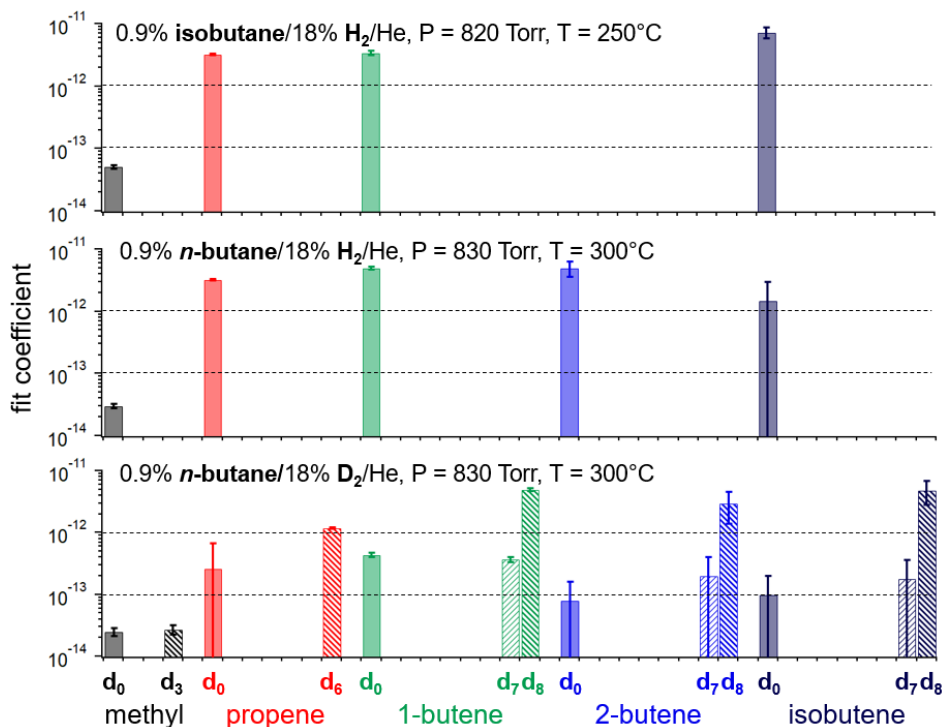 0.9% isobutane/18% H₂/He, P = 820 Torr, T = 250°C
10⁻¹¹
10⁻¹²
10⁻¹³
10⁻¹⁴
0.9% n-butane/18% H₂/He, P = 830 Torr, T = 300°C
10⁻¹¹
10⁻¹²
10⁻¹³
10⁻¹⁴
fit coefficient
0.9% n-butane/18% D₂/He, P = 830 Torr, T = 300°C
10⁻¹¹
10⁻¹²
10⁻¹³
10⁻¹⁴
d₀ d₃ d₀ d₆ d₀ d₇ d₈ d₀ d₇ d₈ d₀ d₇ d₈
methyl propene 1-butene 2-butene isobutene